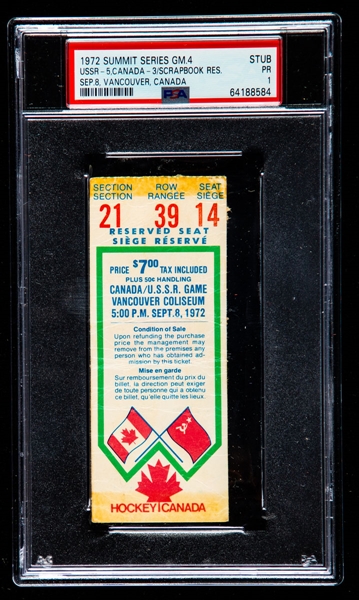 1972 SUMMIT SERIES GM.4 STUB
USSR - 5,CANADA - 3/SCRAPBOOK RES. PR
SEP.8, VANCOUVER, CANADA 1
PSA 64188584
SECTION ROW SEAT
SECTION RANGÉE SIÈGE
21 39 14
RESERVED SEAT
SIÈGE RÉSERVÉ
PRICE $7.00 TAX INCLUDED
PLUS 50¢ HANDLING
CANADA/U.S.S.R. GAME
VANCOUVER COLISEUM
5:00 P.M. SEPT. 8, 1972
Condition of Sale
Upon refunding the purchase
price the management may
remove from the premises any
person who has obtained ad-
mission by this ticket.
Mise en garde
Sur remboursement du prix du
billet, la direction peut exiger
de toute personne qui a obtenu
ce billet, qu'elle quitte les lieux.
HOCKEY CANADA